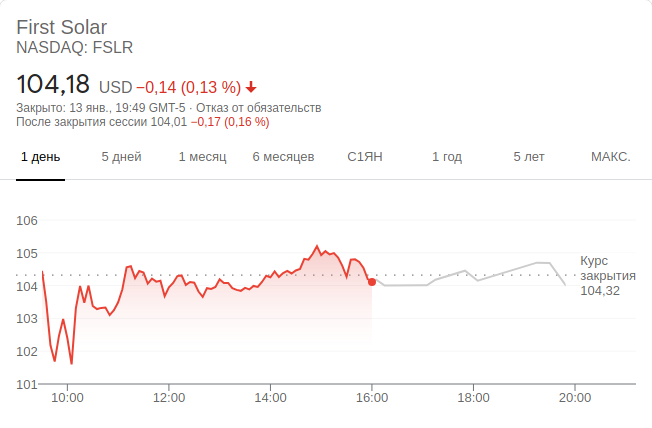 First Solar
NASDAQ: FSLR
104,18 USD −0,14 (0,13 %)
Закрыто: 13 янв., 19:49 GMT-5 · Отказ от обязательств
После закрытия сессии 104,01 −0,17 (0,16 %)
1 день 5 дней 1 месяц 6 месяцев С1ЯН 1 год 5 лет МАКС.
106
105
104
103
102
101
Курс
закрытия
104,32
10:00 12:00 14:00 16:00 18:00 20:00